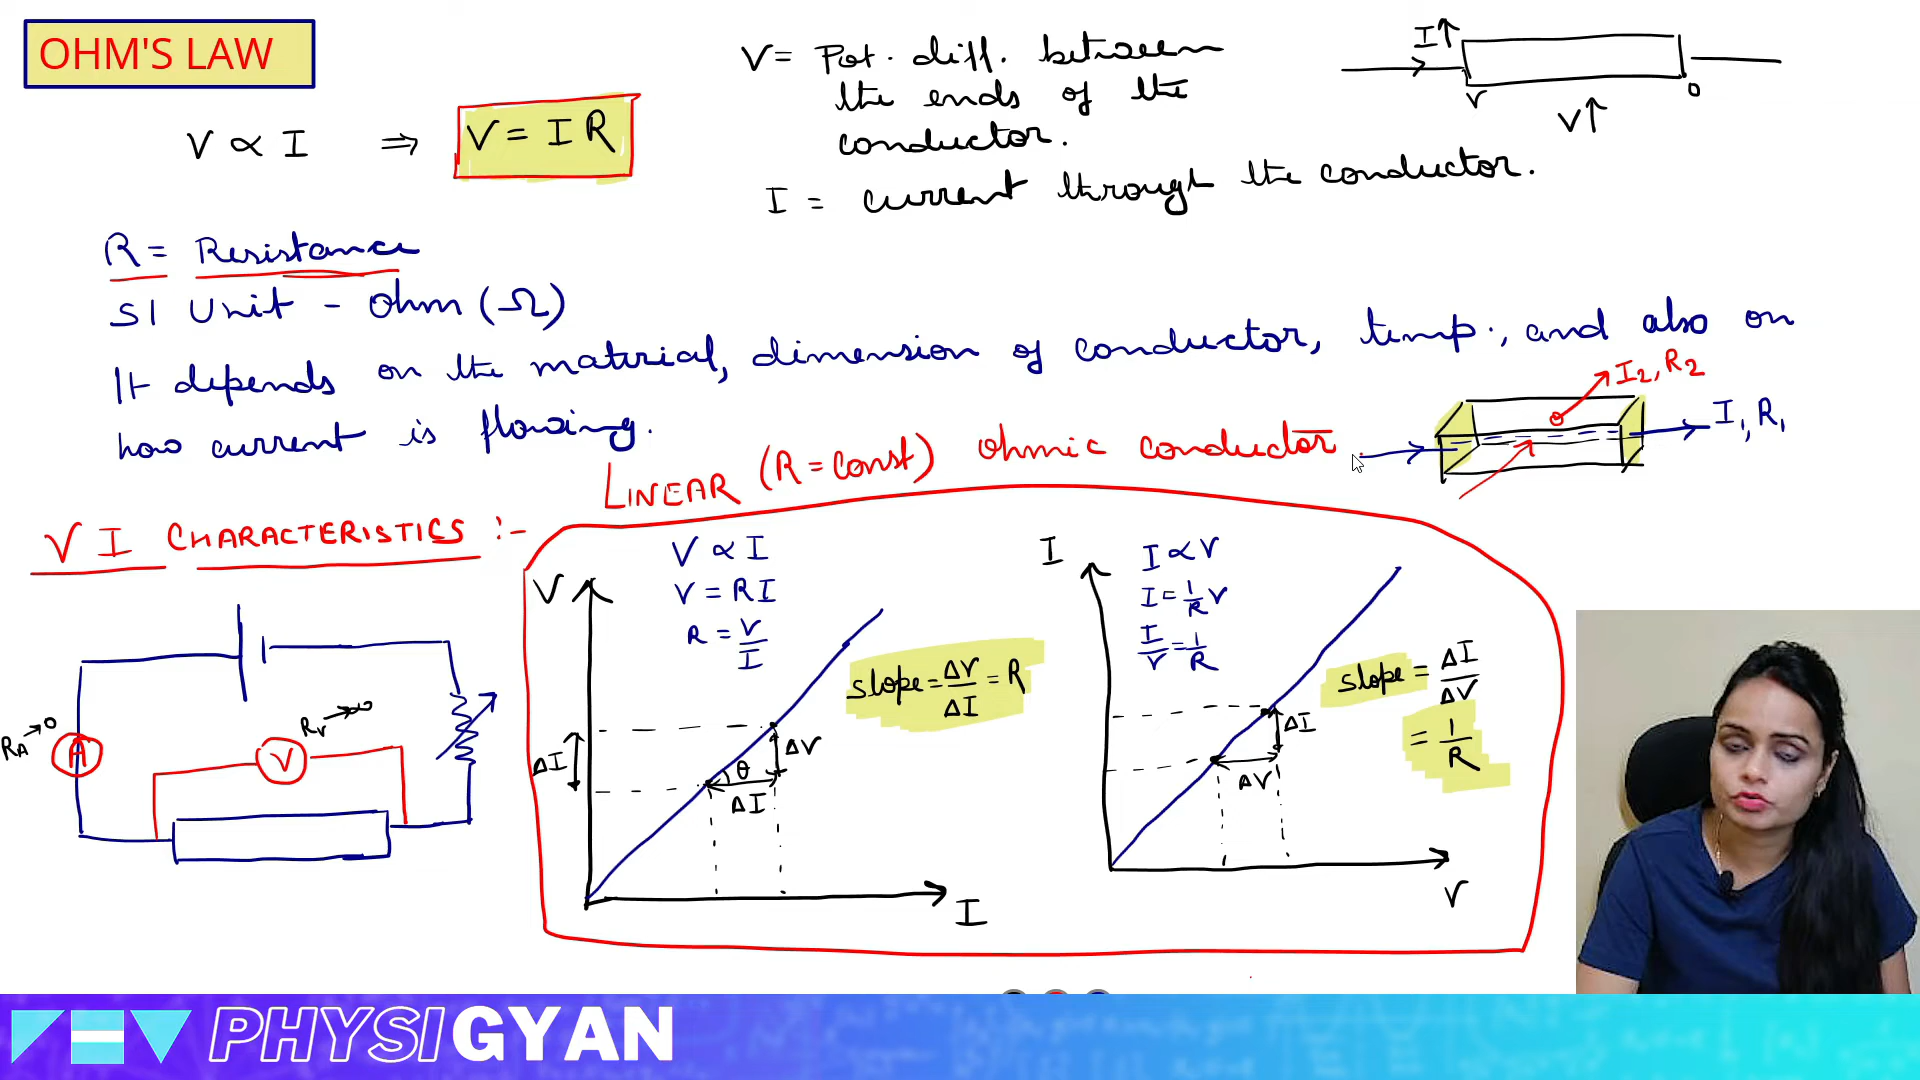 OHM'S LAW
V ∝ I ⇒ V = I R
V = Pot. diff. between
the ends of the
conductor.
I = current through the conductor.
I↑
V
0
V↑
R = Resistance
SI Unit - Ohm (Ω)
It depends on the material, dimension of conductor, temp., and also on
how current is flowing.
I2, R2
I1, R1
LINEAR (R = const) ohmic conductor
V I CHARACTERISTICS :-
RA → 0
A
RV → ∞
V
V
V ∝ I
V = R I
R = V/I
slope = ΔV/ΔI = R
ΔI
θ
ΔV
ΔI
I
I
I ∝ V
I = 1/R V
I/V = 1/R
slope = ΔI/ΔV
= 1/R
ΔI
ΔV
V
PHYSIGYAN